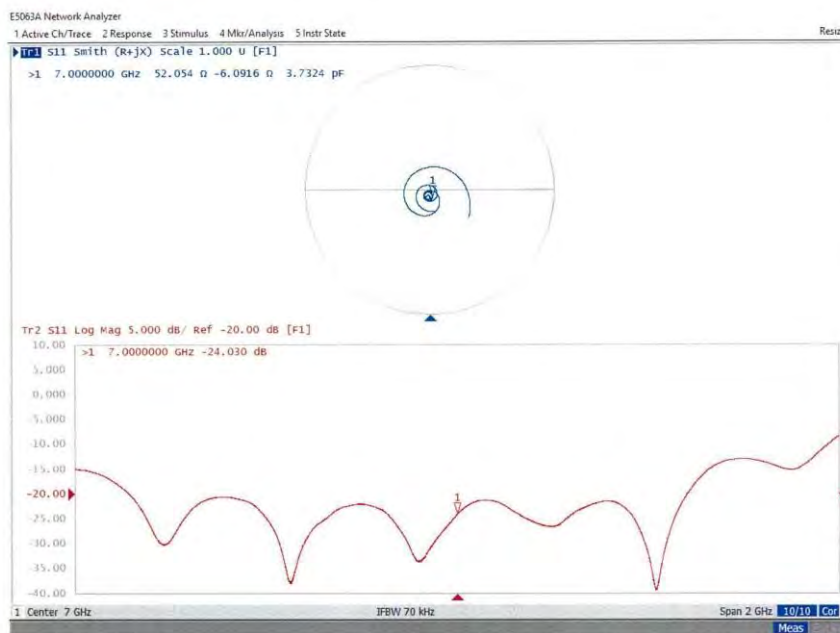 E5063A Network Analyzer
1 Active Ch/Trace 2 Response 3 Stimulus 4 Mkr/Analysis 5 Instr State
Resiz
Tr1 S11 Smith (R+jX) Scale 1.000 U [F1]
>1 7.0000000 GHz 52.054 Ω -6.0916 Ω 3.7324 pF
1
Tr2 S11 Log Mag 5.000 dB/ Ref -20.00 dB [F1]
10.00
>1 7.0000000 GHz -24.030 dB
5.000
0.000
-5.000
-10.00
-15.00
-20.00
1
-25.00
-30.00
-35.00
-40.00
1 Center 7 GHz IFBW 70 kHz Span 2 GHz 10/10 Cor
Meas